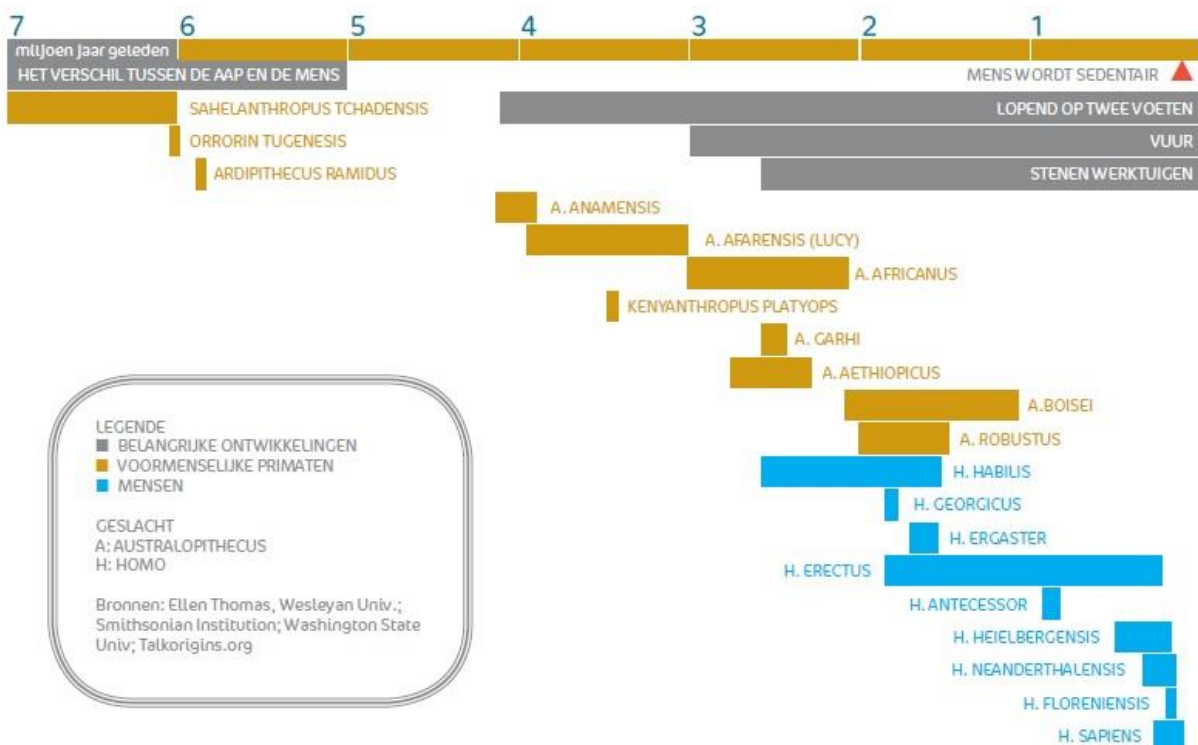 7 6 5 4 3 2 1
miljoen jaar geleden
HET VERSCHIL TUSSEN DE AAP EN DE MENS
MENS WORDT SEDENTAIR
SAHELANTHROPUS TCHADENSIS
LOPEND OP TWEE VOETEN
ORRORIN TUGENESIS
VUUR
ARDIPITHECUS RAMIDUS
STENEN WERKTUIGEN
A. ANAMENSIS
A. AFARENSIS (LUCY)
A. AFRICANUS
KENYANTHROPUS PLATYOPS
A. GARHI
A. AETHIOPICUS
A.BOISEI
A. ROBUSTUS
H. HABILIS
H. GEORGICUS
H. ERGASTER
H. ERECTUS
H. ANTECESSOR
H. HEIELBERGENSIS
H. NEANDERTHALENSIS
H. FLORENIENSIS
H. SAPIENS
LEGENDE
BELANGRIJKE ONTWIKKELINGEN
VOORMENSELIJKE PRIMATEN
MENSEN
GESLACHT
A: AUSTRALOPITHECUS
H: HOMO
Bronnen: Ellen Thomas, Wesleyan Univ.;
Smithsonian Institution; Washington State
Univ; Talkorigins.org